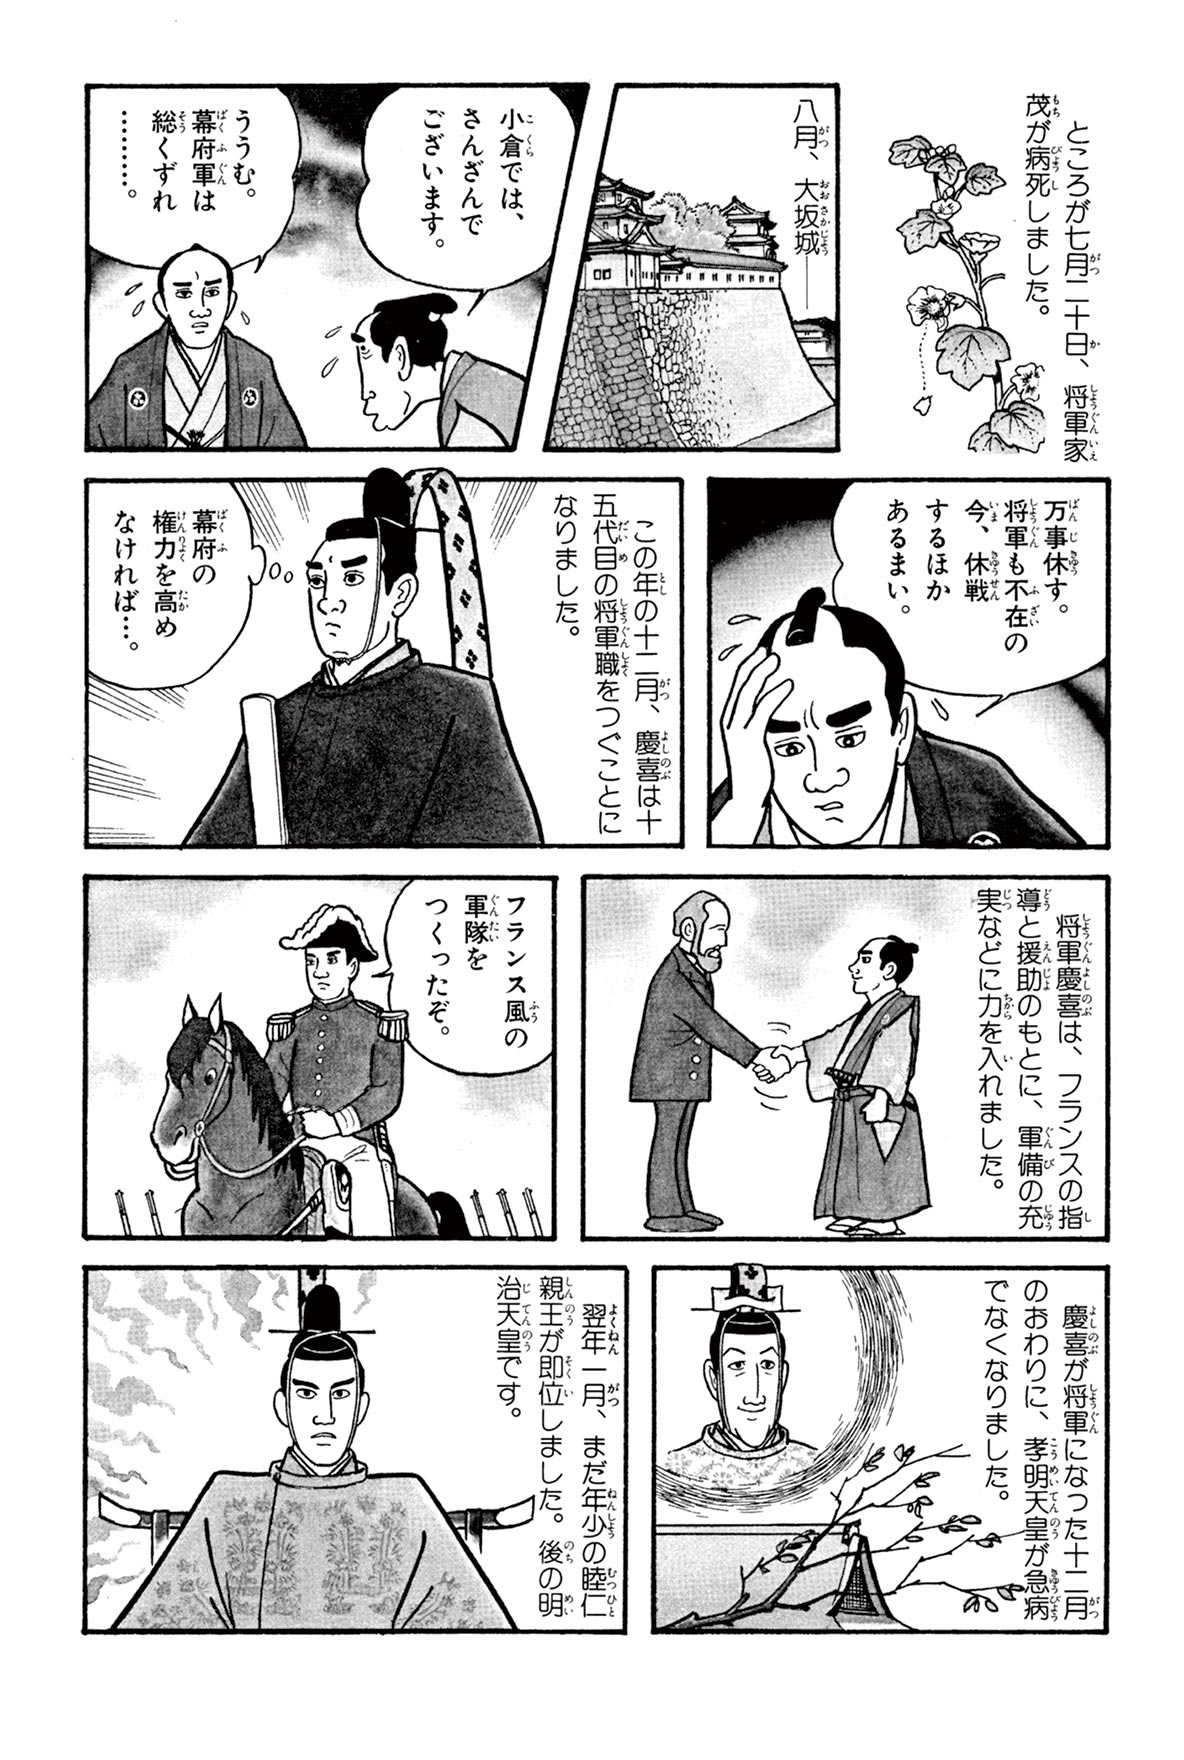 ところが七月二十日、将軍家
茂が病死しました。
八月、大坂城――
小倉では、
さんざんで
ございます。
ううむ。
幕府軍は
総くずれ
………。
万事休す。
将軍も不在の
今、休戦
するほか
あるまい。
この年の十二月、慶喜は十
五代目の将軍職をつぐことに
なりました。
幕府の
権力を高め
なければ…。
将軍慶喜は、フランスの指
導と援助のもとに、軍備の充
実などに力を入れました。
フランス風の
軍隊を
つくったぞ。
慶喜が将軍になった十二月
のおわりに、孝明天皇が急病
でなくなりました。
翌年一月、まだ年少の睦仁
親王が即位しました。後の明
治天皇です。